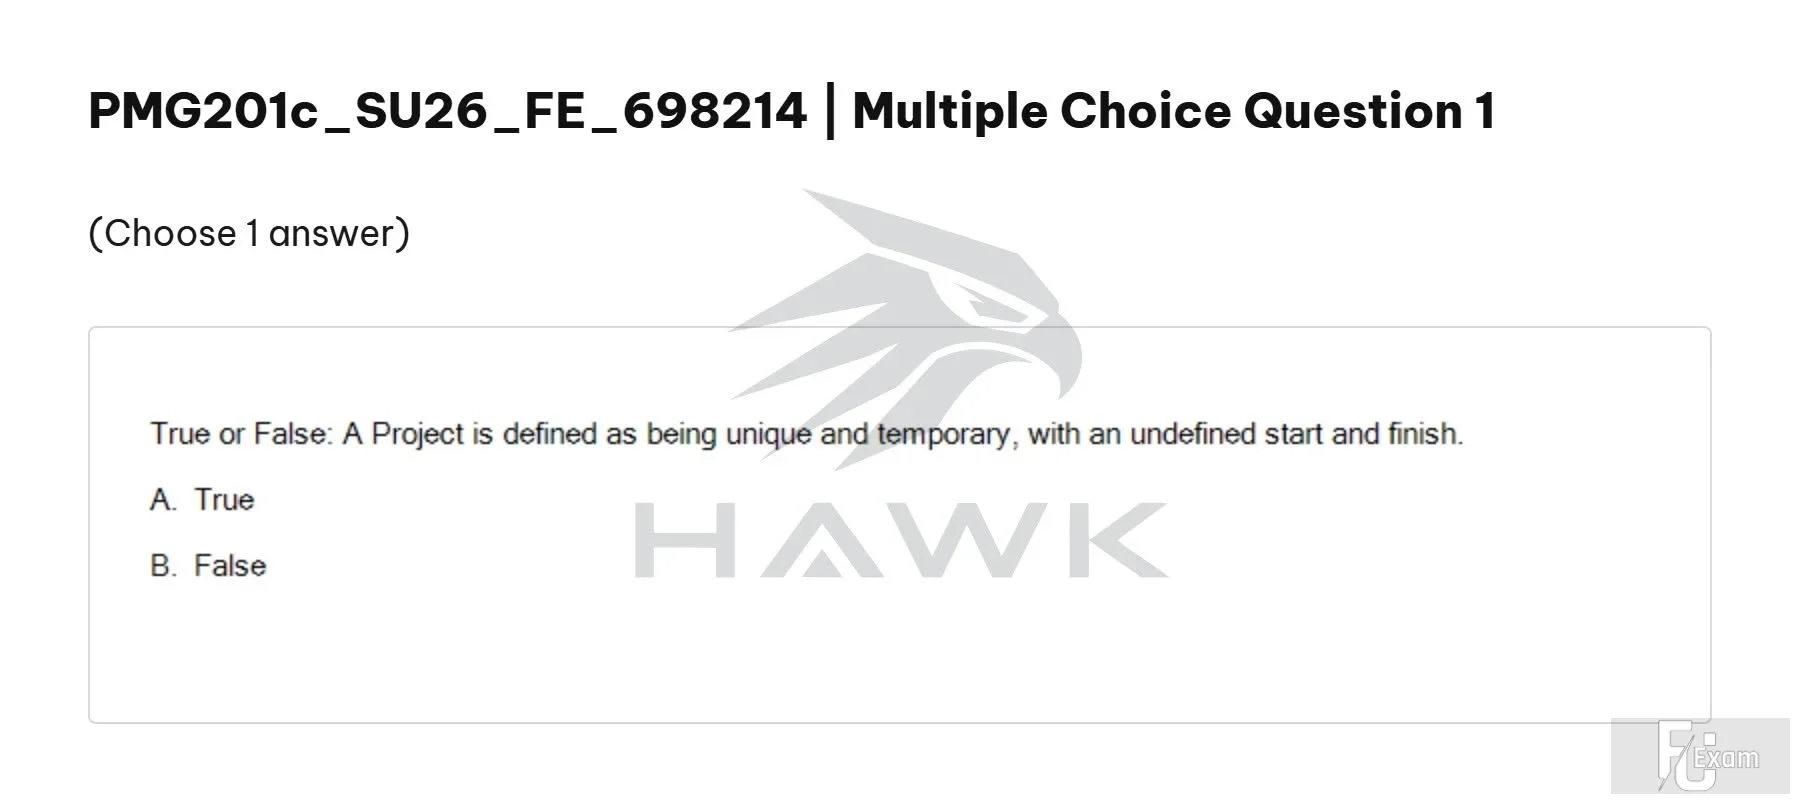 PMG201c_SU26_FE_698214 | Multiple Choice Question 1
(Choose 1 answer)
True or False: A Project is defined as being unique and temporary, with an undefined start and finish.
A. True
B. False
HAWK
FU Exam